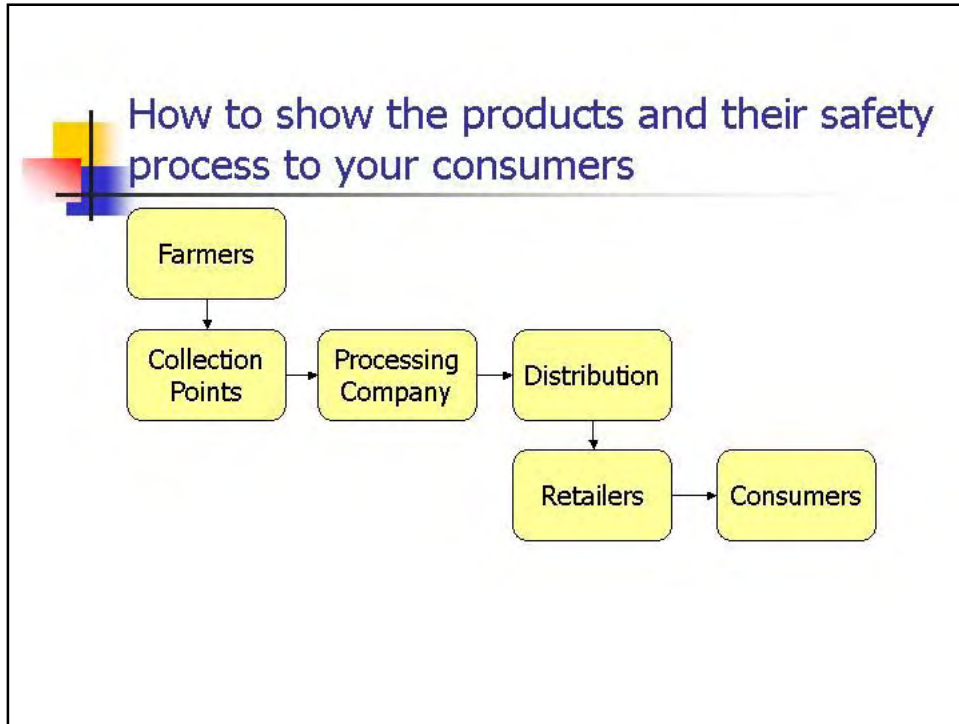 How to show the products and their safety
process to your consumers
Farmers
Collection
Points
Processing
Company
Distribution
Retailers
Consumers